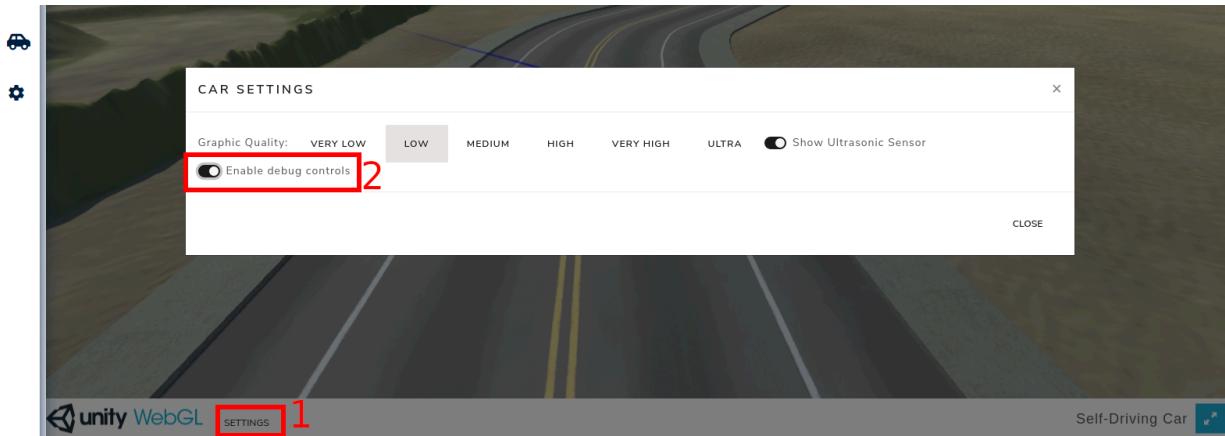 CAR SETTINGS ×
Graphic Quality: VERY LOW LOW MEDIUM HIGH VERY HIGH ULTRA Show Ultrasonic Sensor
Enable debug controls 2
CLOSE
unity WebGL SETTINGS 1 Self-Driving Car